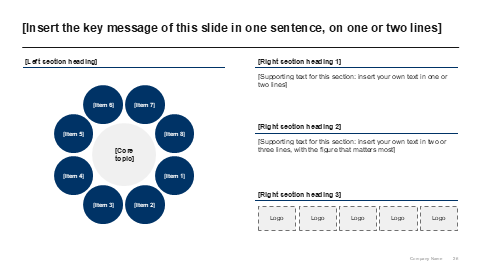 [Insert the key message of this slide in one sentence, on one or two lines]
[Left section heading]
[Item 6]
[Item 7]
[Item 5]
[Item 8]
[Core
topic]
[Item 4]
[Item 1]
[Item 3]
[Item 2]
[Right section heading 1]
[Supporting text for this section: insert your own text in one or
two lines]
[Right section heading 2]
[Supporting text for this section: insert your own text in two or
three lines, with the figure that matters most]
[Right section heading 3]
Logo
Logo
Logo
Logo
Logo
Company Name